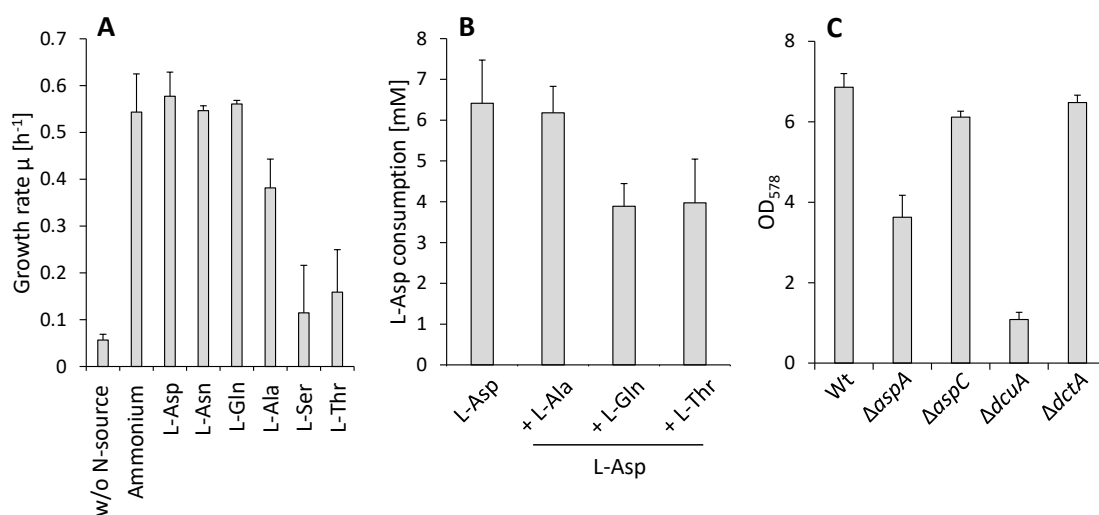 A
Growth rate µ [h-1]
0.7
0.6
0.5
0.4
0.3
0.2
0.1
0
w/o N-source
Ammonium
L-Asp
L-Asn
L-Gln
L-Ala
L-Ser
L-Thr
B
L-Asp consumption [mM]
8
7
6
5
4
3
2
1
0
L-Asp
+ L-Ala
+ L-Gln
+ L-Thr
L-Asp
C
OD578
8
6
4
2
0
Wt
ΔaspA
ΔaspC
ΔdcuA
ΔdctA